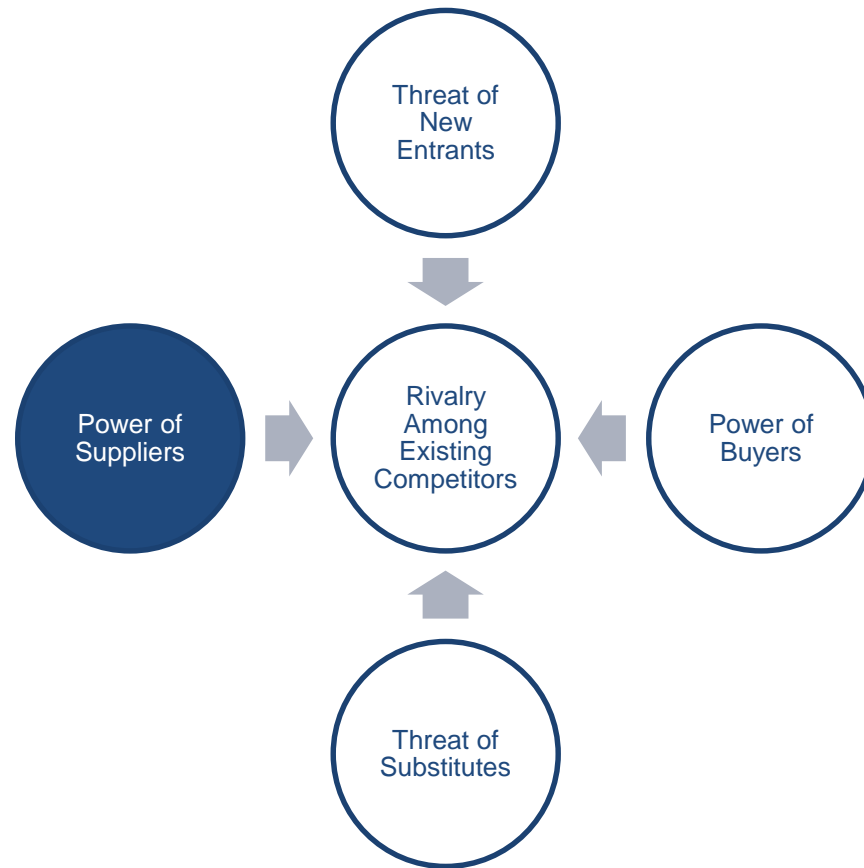 Threat of
New
Entrants
Power of
Suppliers
Rivalry
Among
Existing
Competitors
Power of
Buyers
Threat of
Substitutes